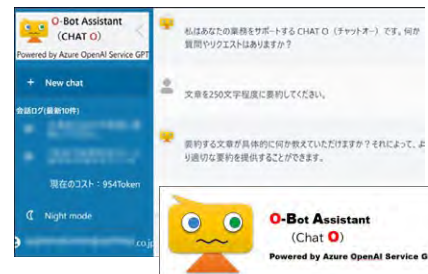 O-Bot Assistant
(CHAT O)
Powered by Azure OpenAI Service GPT
+ New chat
会話ログ(最新10件)
現在のコスト：954Token
Night mode
.co.jp
私はあなたの業務をサポートする CHAT O（チャットオー）です。何か
質問やリクエストはありますか？
文章を250文字程度に要約してください。
要約する文章が具体的に何か教えていただけますか？それによって、よ
り適切な要約を提供することができます。
O-Bot Assistant
(Chat O)
Powered by Azure OpenAI Service G